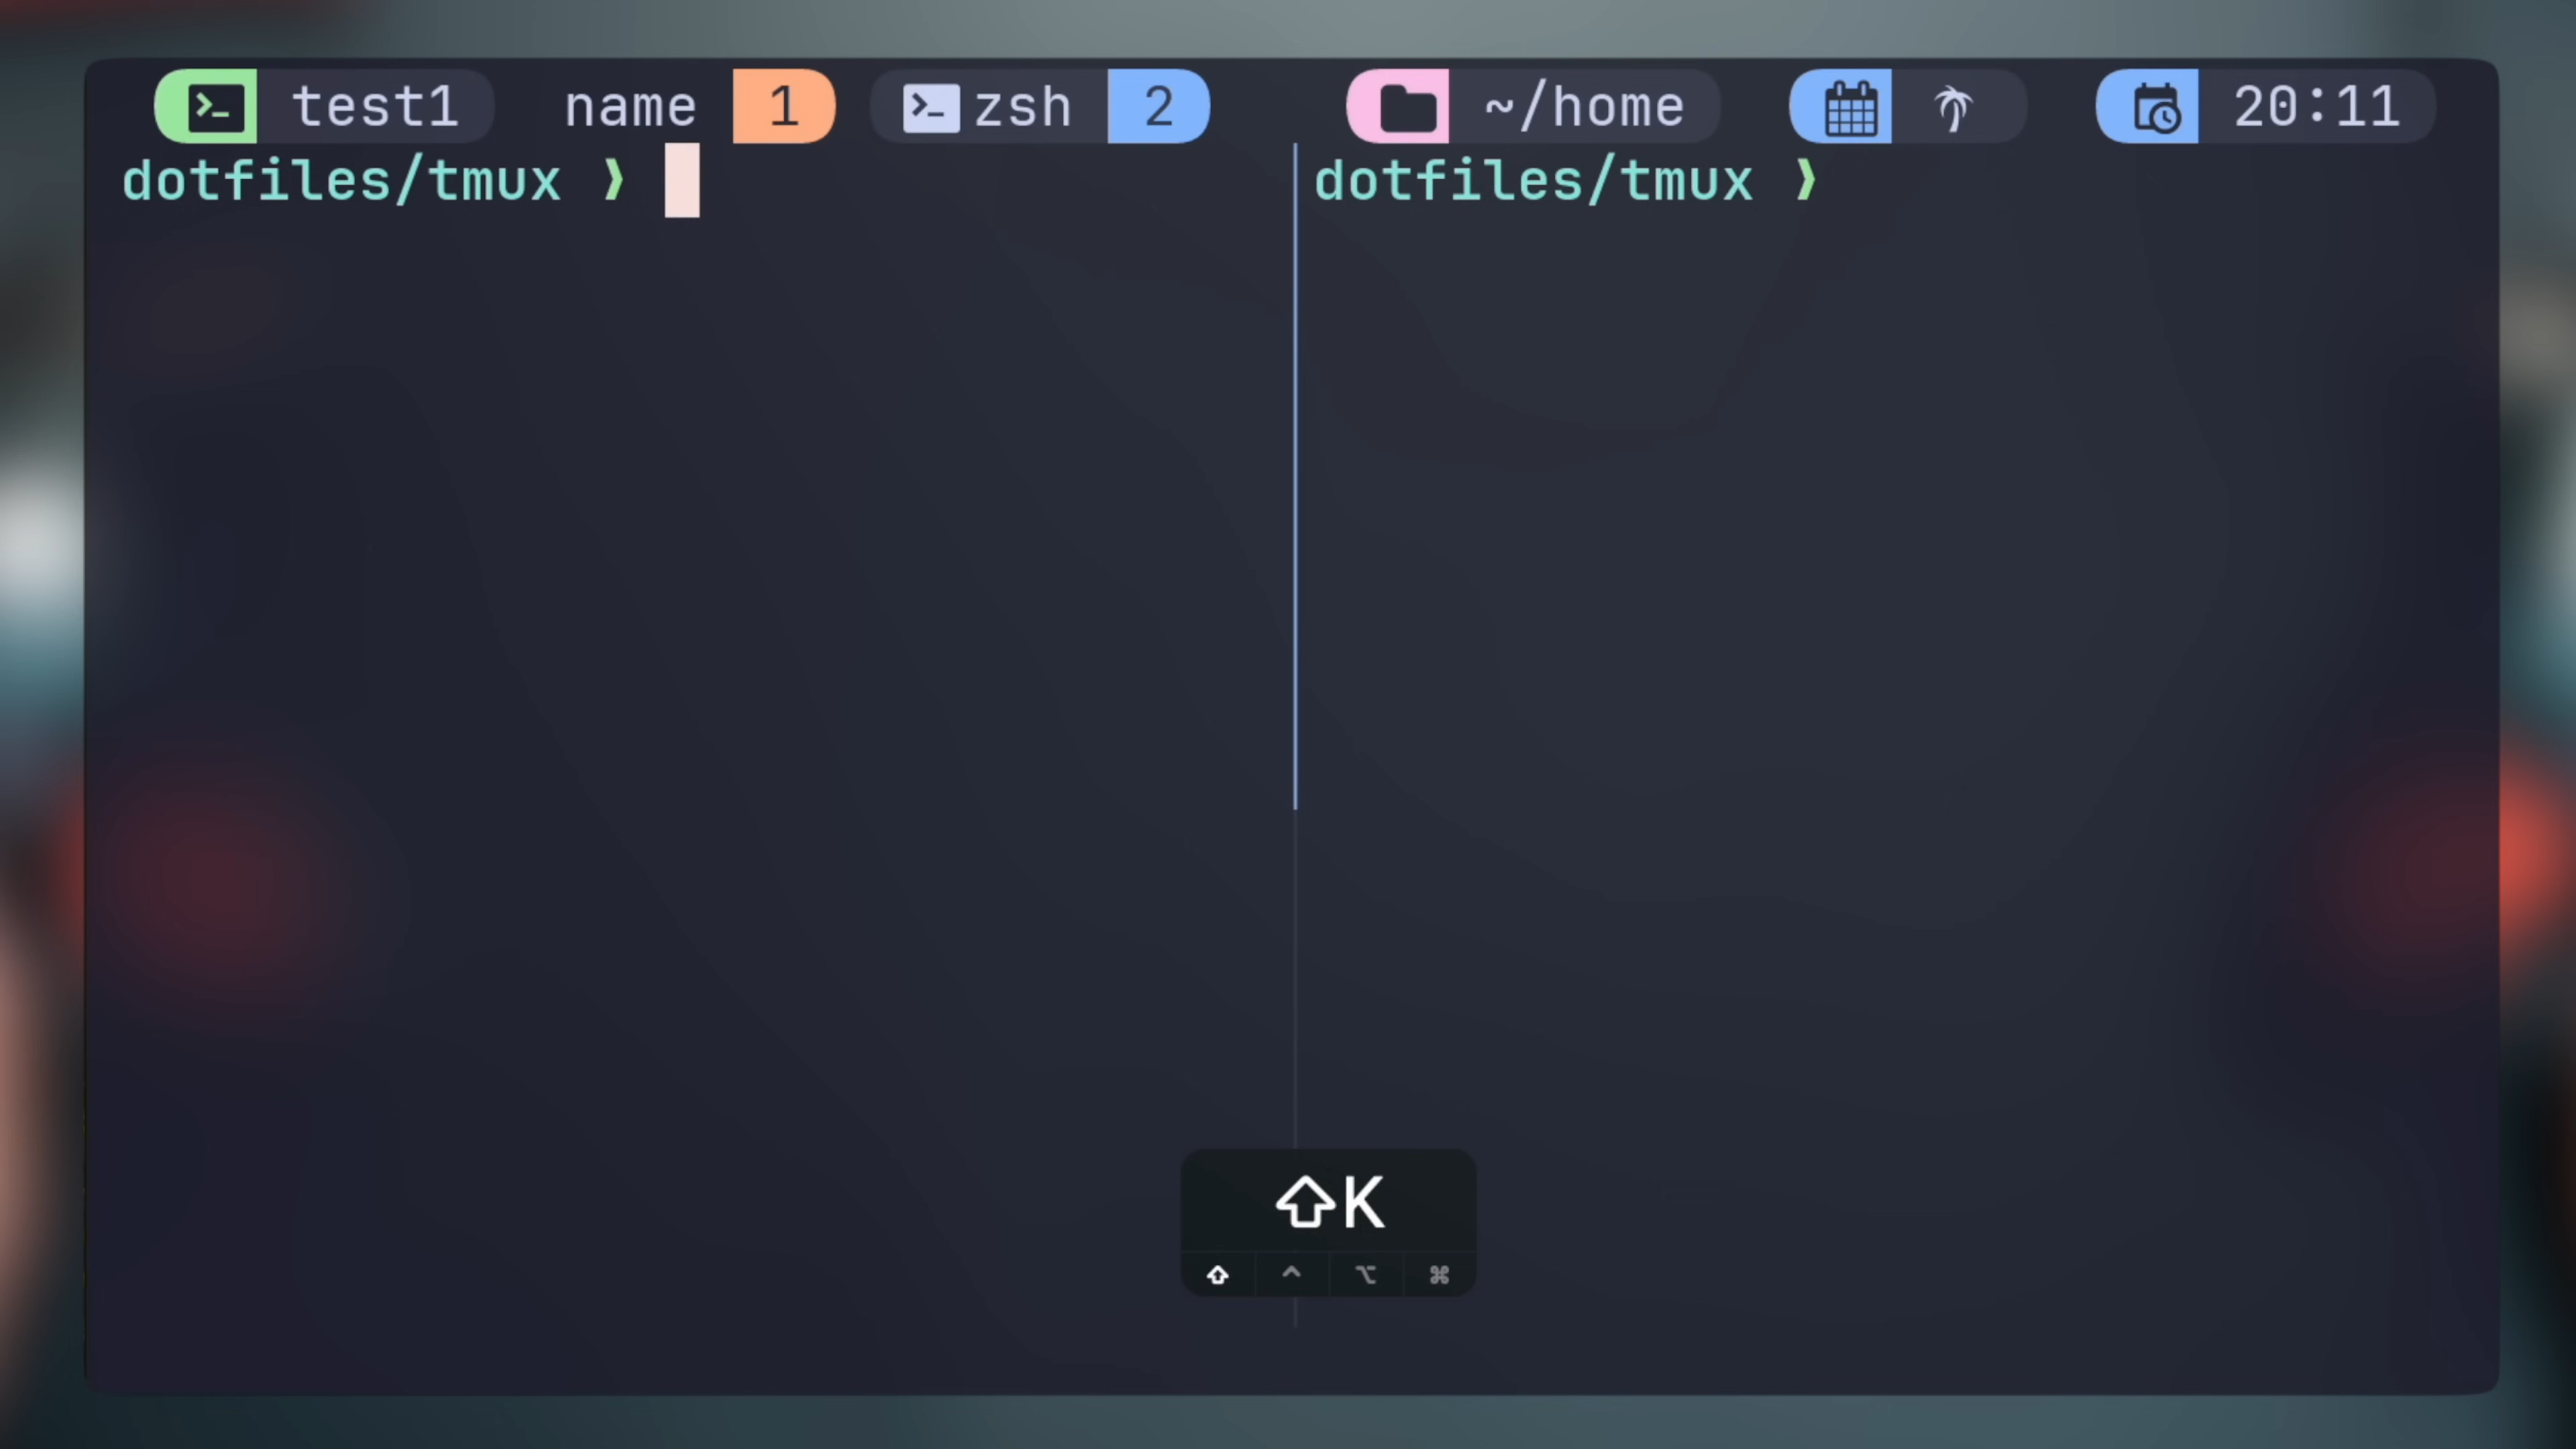 test1 name 1 zsh 2 ~/home 20:11
dotfiles/tmux ❯ dotfiles/tmux ❯
⇧K
⇧ ^ ⌥ ⌘